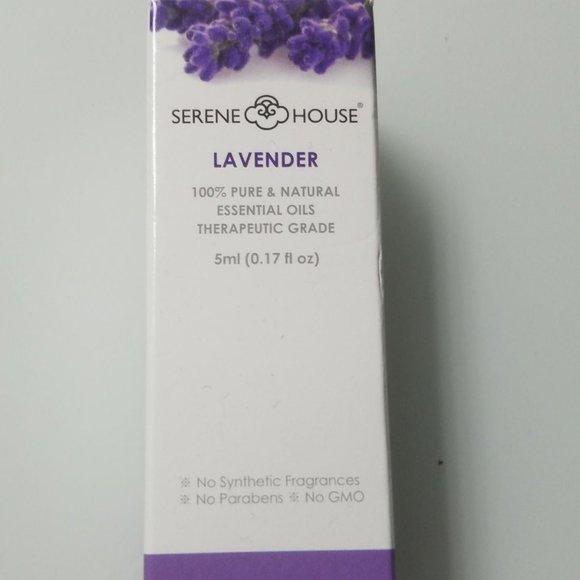 SERENE HOUSE®
LAVENDER
100% PURE & NATURAL
ESSENTIAL OILS
THERAPEUTIC GRADE
5ml (0.17 fl oz)
※ No Synthetic Fragrances
※ No Parabens ※ No GMO